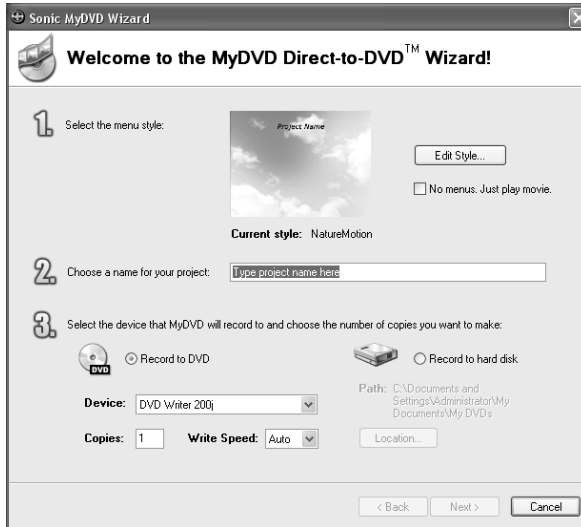 Sonic MyDVD Wizard
Welcome to the MyDVD Direct-to-DVD™ Wizard!
1.
Select the menu style:
Project Name
Edit Style...
No menus. Just play movie.
Current style: NatureMotion
2.
Choose a name for your project:
Type project name here
3.
Select the device that MyDVD will record to and choose the number of copies you want to make:
DVD
Record to DVD
Record to hard disk
Device: DVD Writer 200j
Copies: 1 Write Speed: Auto
Path: C:\Documents and
Settings\Administrator\My
Documents\My DVDs
Location...
< Back Next > Cancel